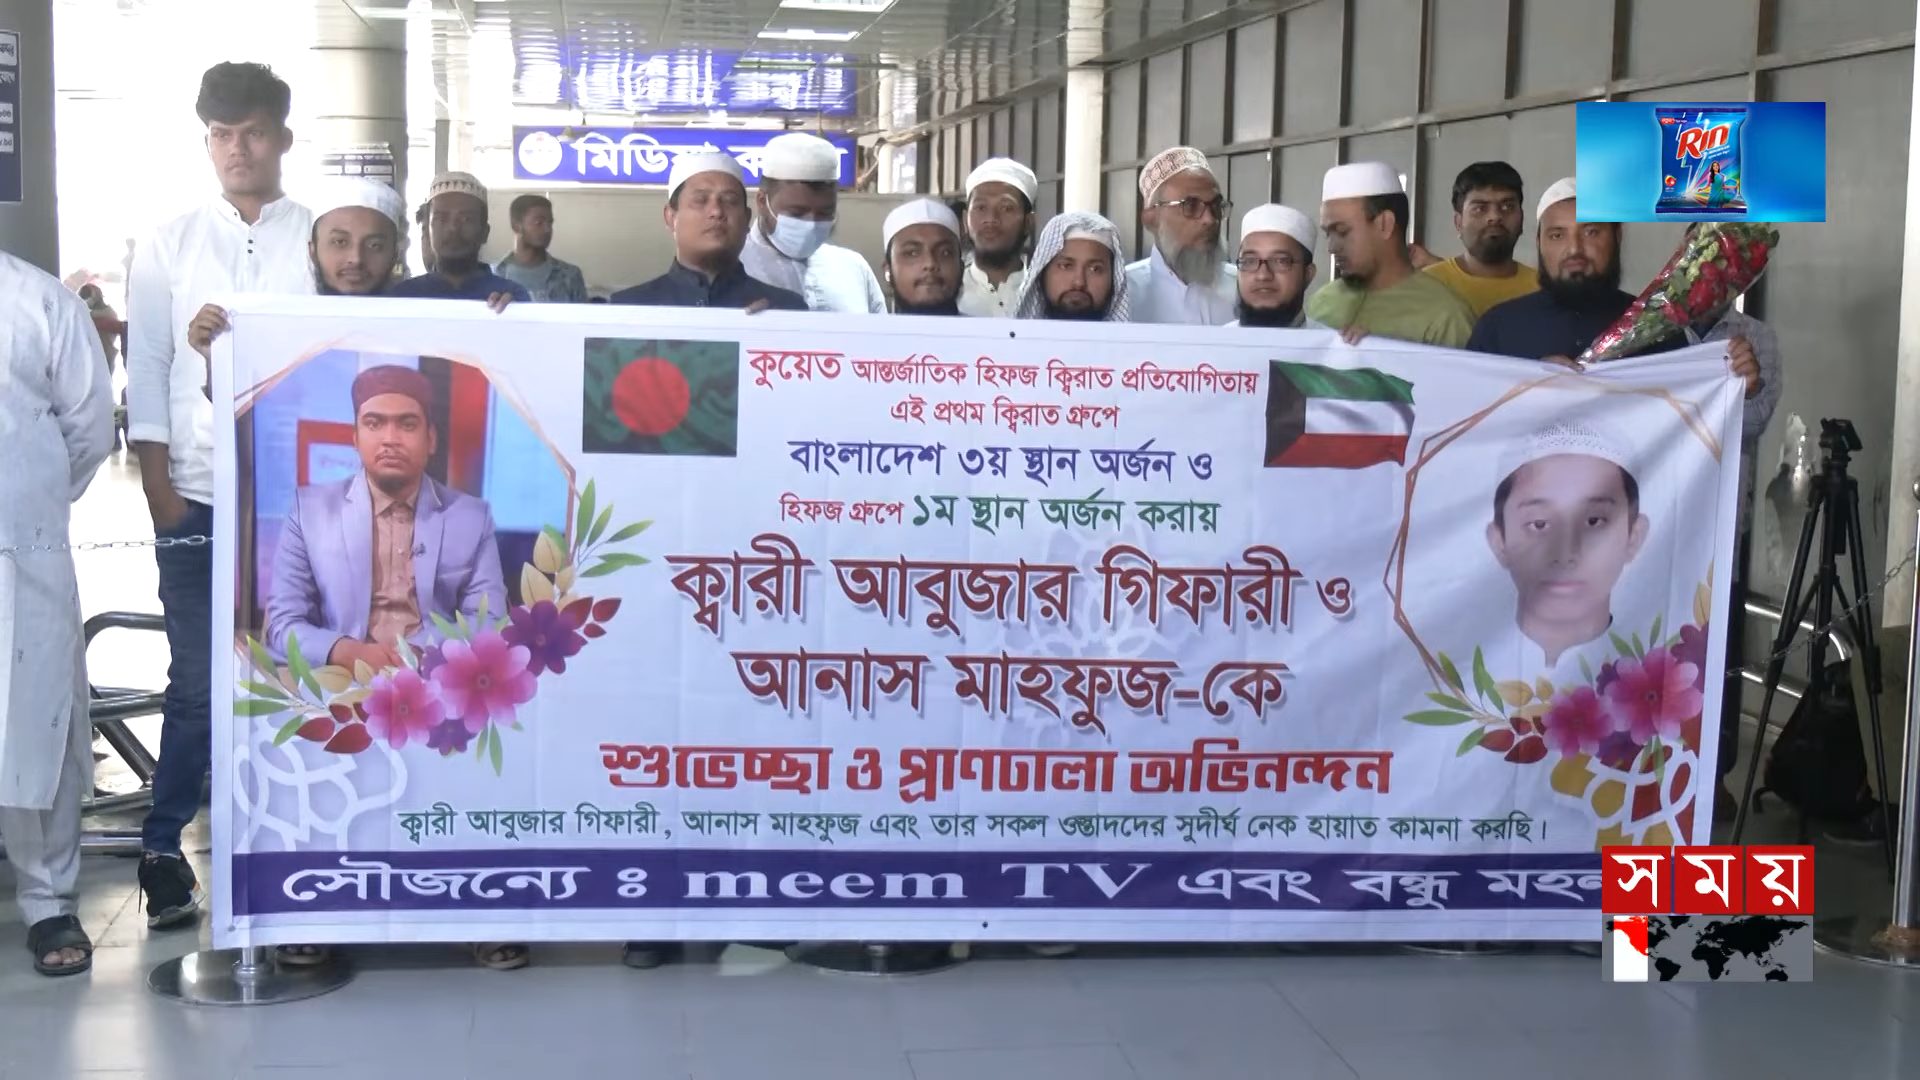 মিডিয়া
Rin
কুয়েত আন্তর্জাতিক হিফজ ক্বিরাত প্রতিযোগিতায়
এই প্রথম ক্বিরাত গ্রুপে
বাংলাদেশ ৩য় স্থান অর্জন ও
হিফজ গ্রুপে ১ম স্থান অর্জন করায়
ক্বারী আবুজার গিফারী ও
আনাস মাহফুজ-কে
শুভেচ্ছা ও প্রাণঢালা অভিনন্দন
ক্বারী আবুজার গিফারী, আনাস মাহফুজ এবং তার সকল ওস্তাদদের সুদীর্ঘ নেক হায়াত কামনা করছি।
সৌজন্যে ঃ meem TV এবং বন্ধু
সময়